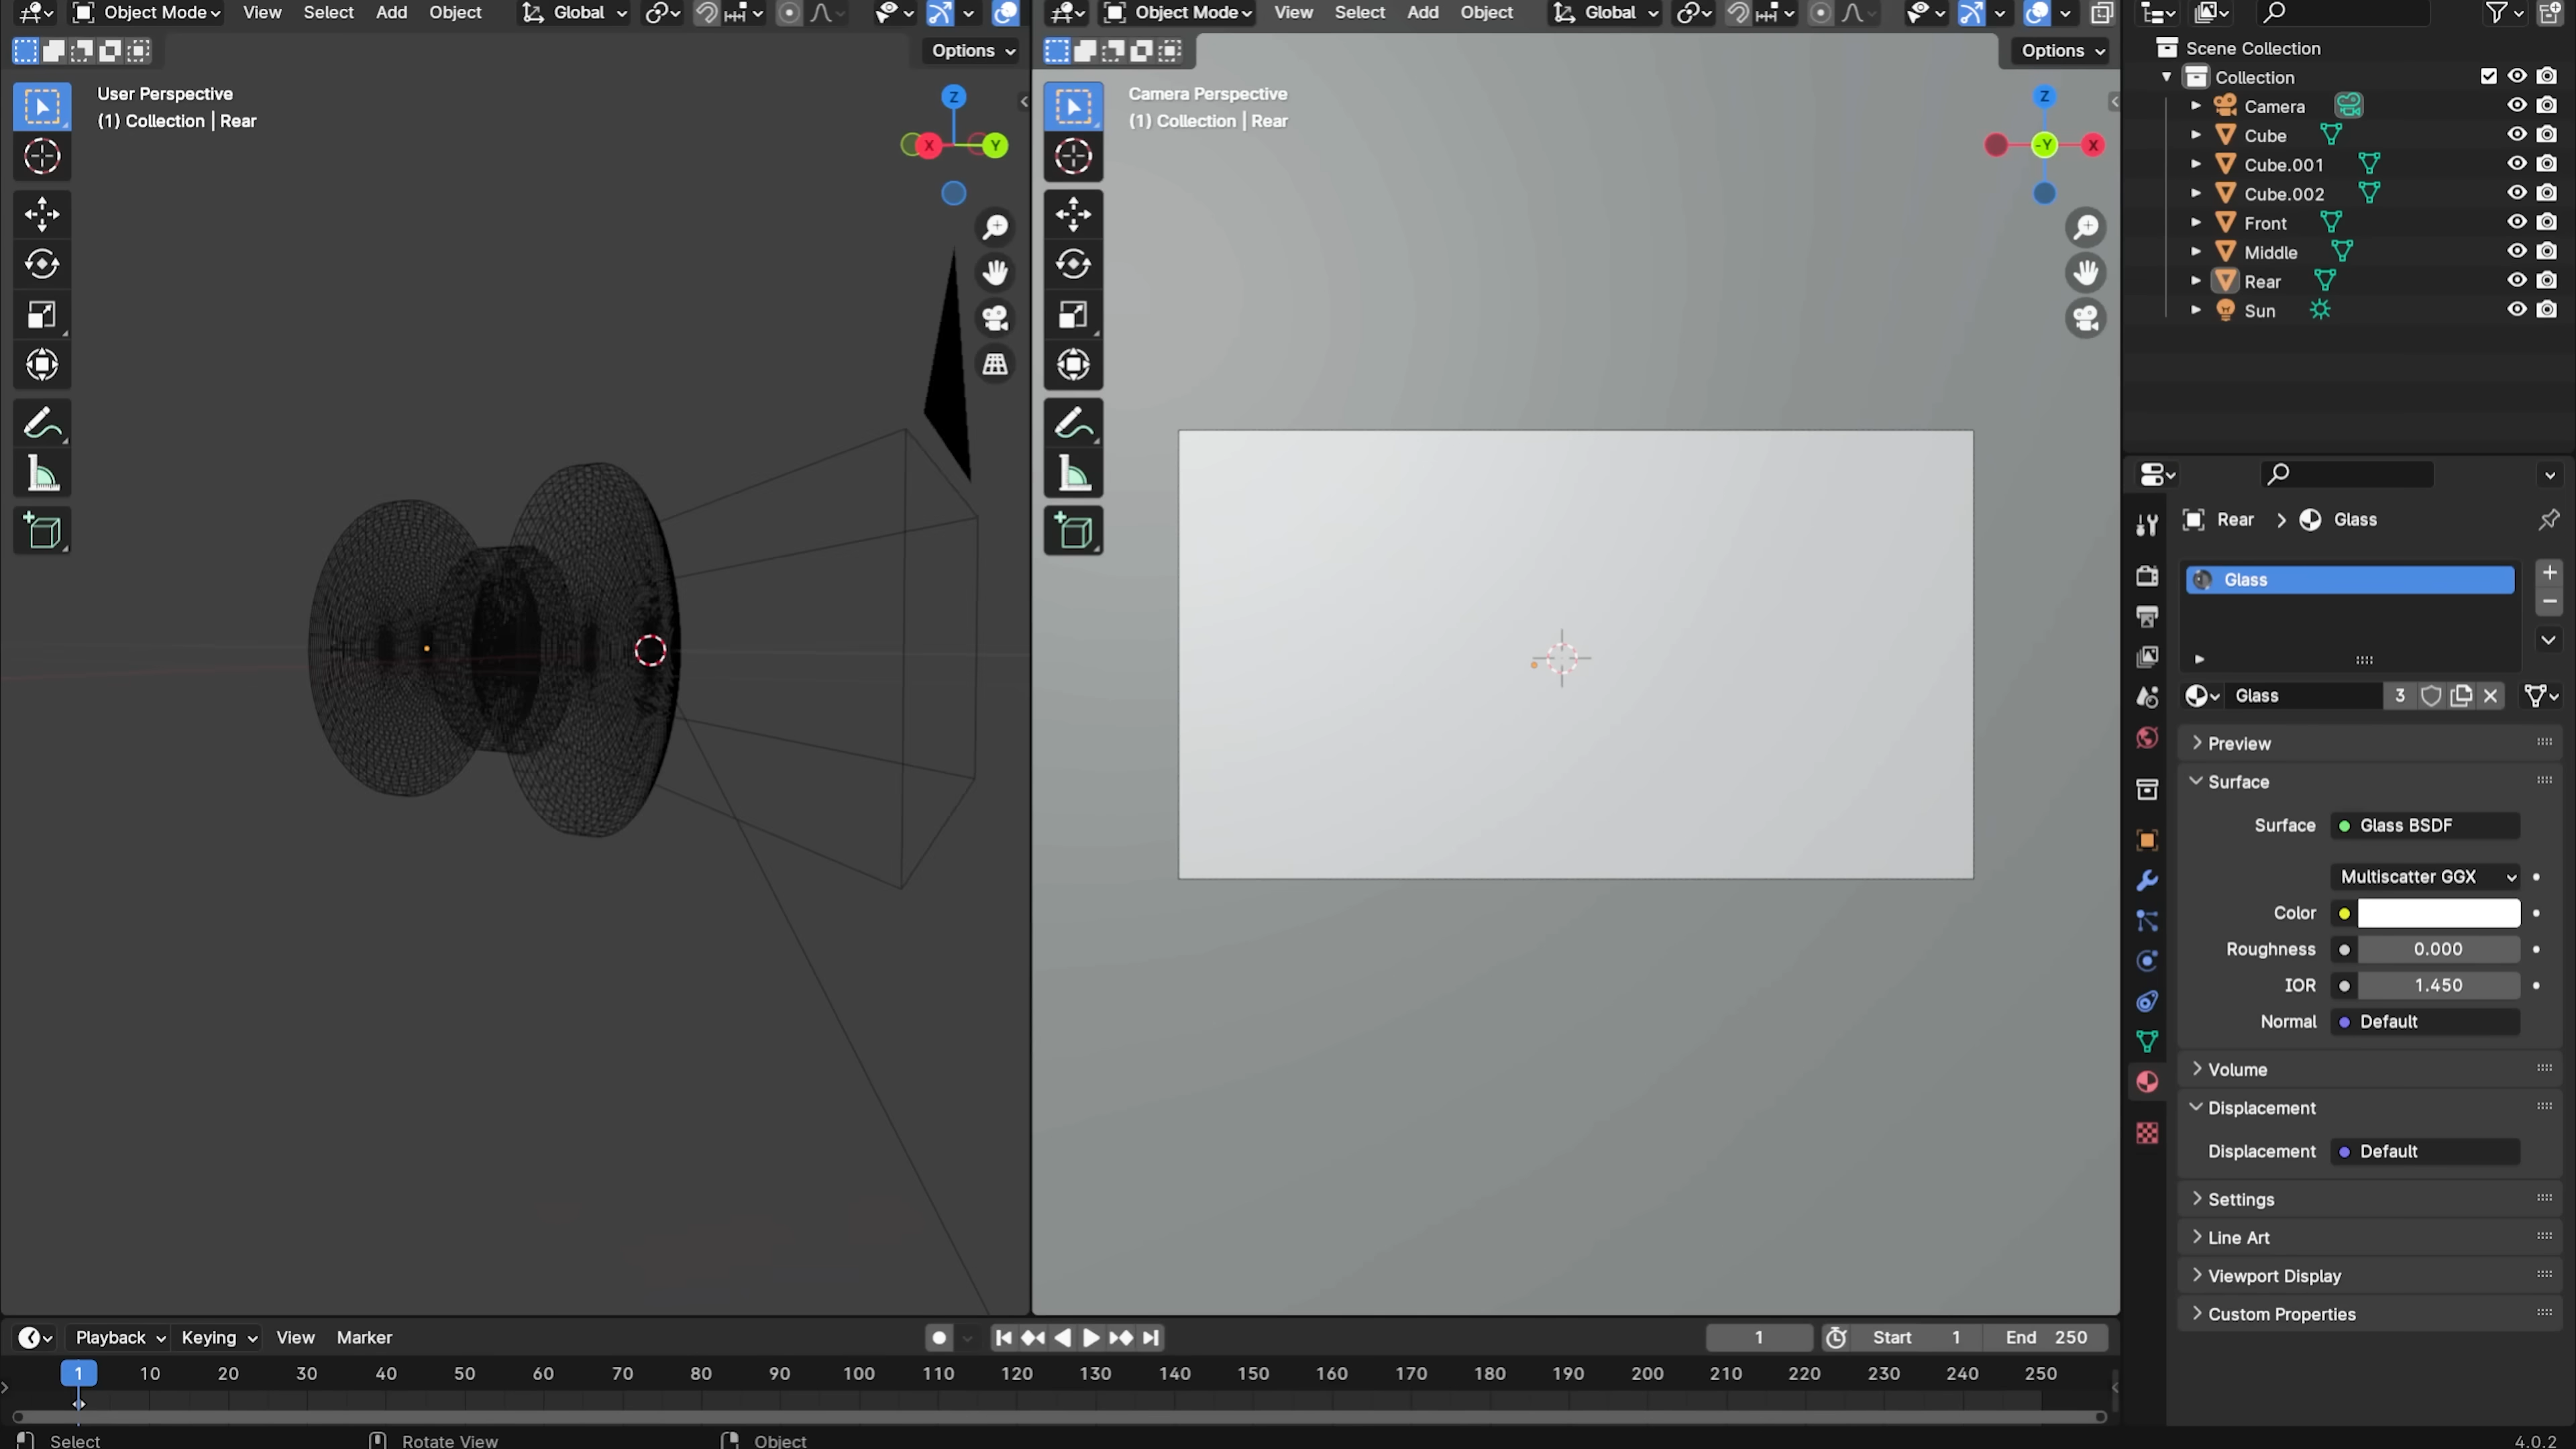 Object Mode View Select Add Object Global
Options
User Perspective
(1) Collection | Rear
Z
X
Y
Object Mode View Select Add Object Global
Options
Camera Perspective
(1) Collection | Rear
Z
-Y
X
Scene Collection
Collection
Camera
Cube
Cube.001
Cube.002
Front
Middle
Rear
Sun
Rear > Glass
Glass
Glass 3
Preview
Surface
Surface Glass BSDF
Multiscatter GGX
Color
Roughness 0.000
IOR 1.450
Normal Default
Volume
Displacement
Displacement Default
Settings
Line Art
Viewport Display
Custom Properties
Playback Keying View Marker
1 Start 1 End 250
1 10 20 30 40 50 60 70 80 90 100 110 120 130 140 150 160 170 180 190 200 210 220 230 240 250
Select Rotate View Object 4.0.2